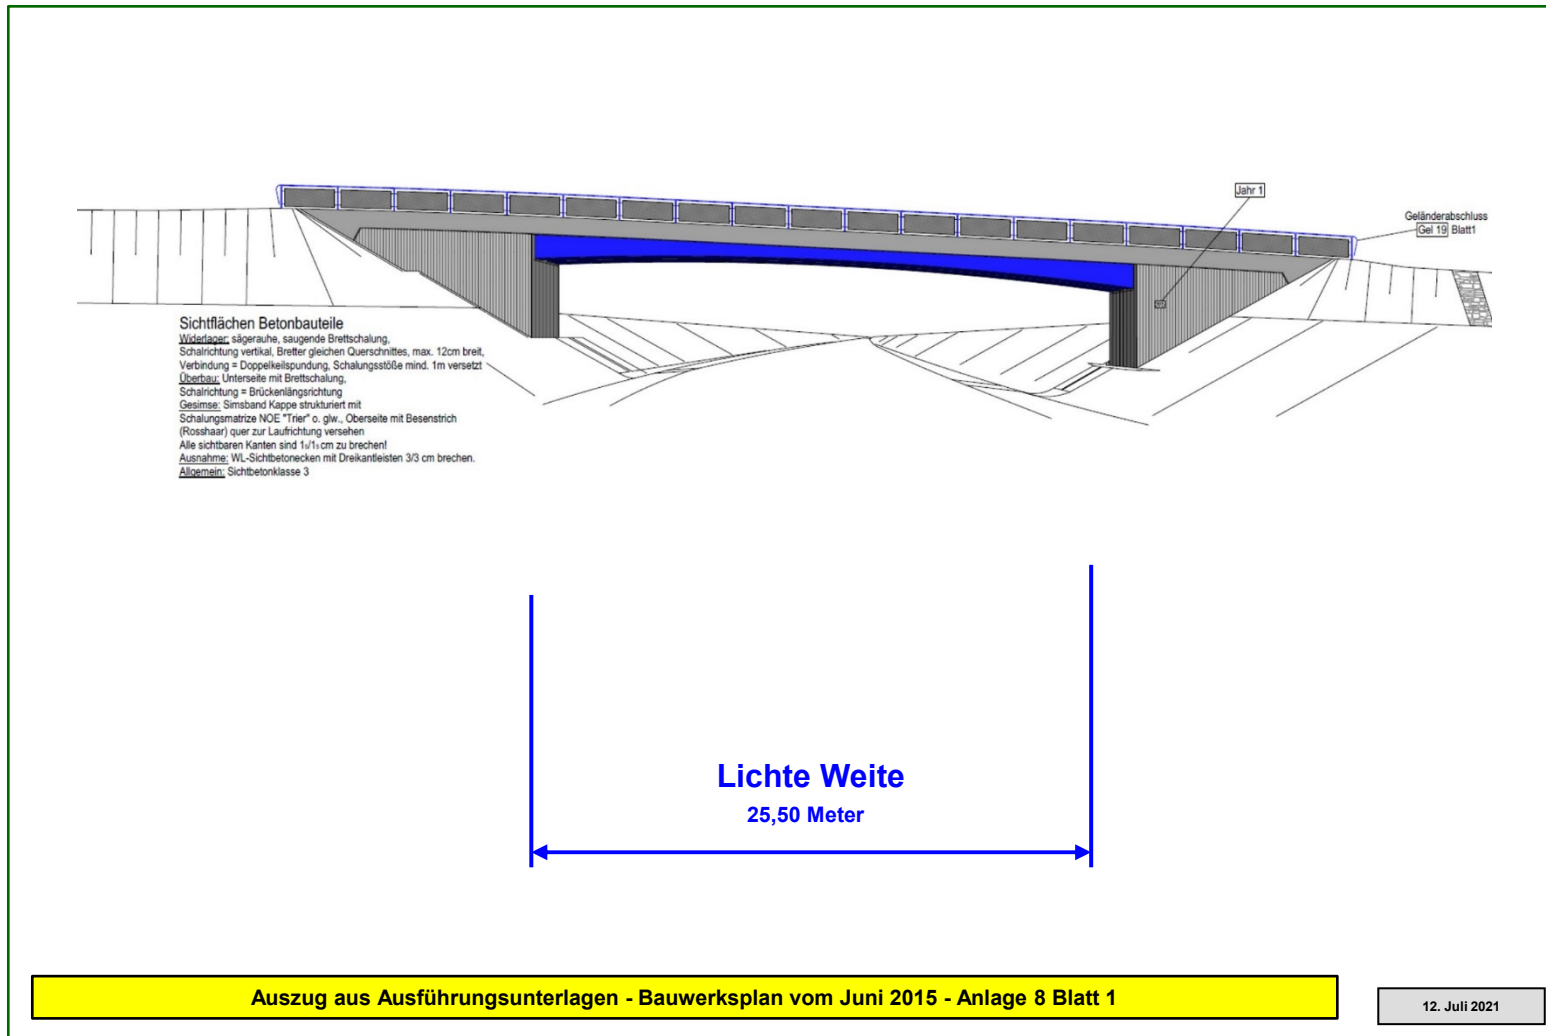 Jahr 1
Geländerabschluss
Gel 19 Blatt1
Sichtflächen Betonbauteile
Widerlager: sägerauhe, saugende Brettschalung,
Schalrichtung vertikal, Bretter gleichen Querschnittes, max. 12cm breit,
Verbindung = Doppelkeilspundung, Schalungsstöße mind. 1m versetzt
Überbau: Unterseite mit Brettschalung,
Schalrichtung = Brückenlängsrichtung
Gesimse: Simsband Kappe strukturiert mit
Schalungsmatrize NOE "Trier" o. glw., Oberseite mit Besenstrich
(Rosshaar) quer zur Laufrichtung versehen
Alle sichtbaren Kanten sind 1₅/1₅ cm zu brechen!
Ausnahme: WL-Sichtbetonecken mit Dreikantleisten 3/3 cm brechen.
Allgemein: Sichtbetonklasse 3
Lichte Weite
25,50 Meter
Auszug aus Ausführungsunterlagen - Bauwerksplan vom Juni 2015 - Anlage 8 Blatt 1
12. Juli 2021